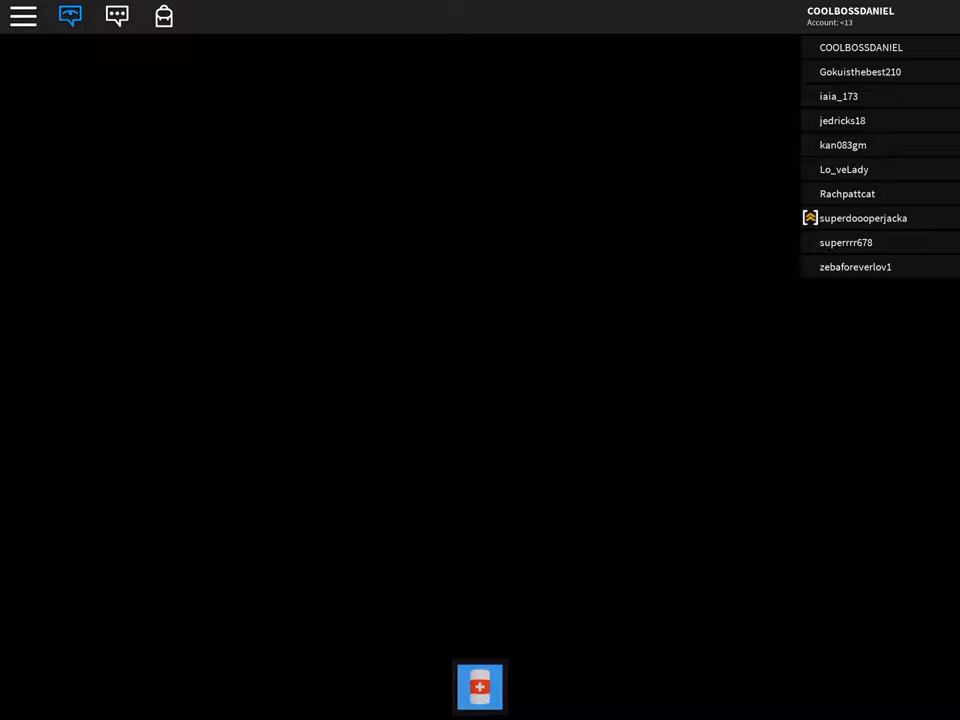 COOLBOSSDANIEL
Account: <13
COOLBOSSDANIEL
Gokuisthebest210
iaia_173
jedricks18
kan083gm
Lo_veLady
Rachpattcat
superdoooperjacka
superrrr678
zebaforeverlov1